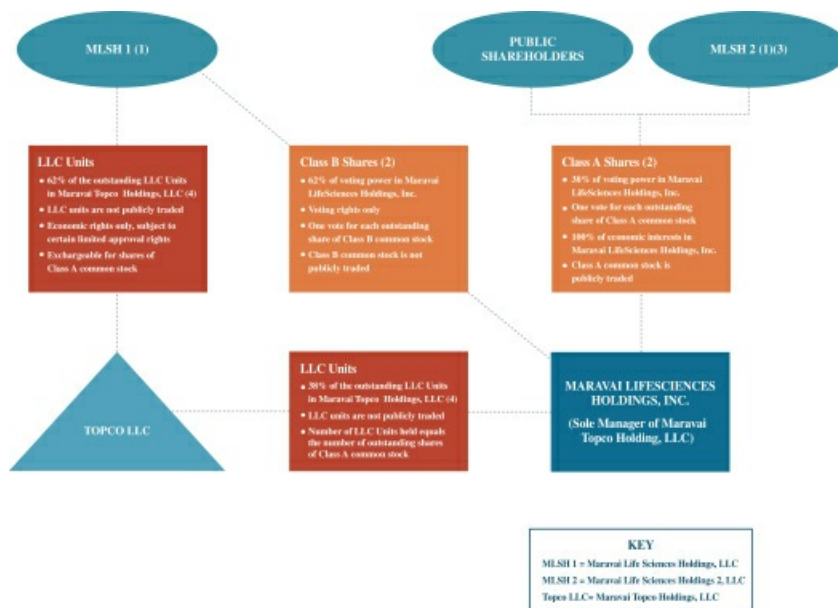 MLSH 1 (1)
PUBLIC
SHAREHOLDERS
MLSH 2 (1)(3)
LLC Units
● 62% of the outstanding LLC Units
in Maravai Topco Holdings, LLC (4)
● LLC units are not publicly traded
● Economic rights only, subject to
certain limited approval rights
● Exchargeable for shares of
Class A common stock
Class B Shares (2)
● 62% of voting power in Maravai
LifeSciences Holdings, Inc.
● Voting rights only
● One vote for each outstanding
share of Class B common stock
● Class B common stock is not
publicly traded
Class A Shares (2)
● 38% of voting power in Maravai
LifeSciences Holdings, Inc.
● One vote for each outstanding
share of Class A common stock
● 100% of economic interests in
Maravai LifeSciences Holdings, Inc.
● Class A common stock is
publicly traded
TOPCO LLC
LLC Units
● 38% of the outstanding LLC Units
in Maravai Topco Holdings, LLC (4)
● LLC units are not publicly traded
● Number of LLC Units held equals
the number of outstanding shares
of Class A common stock
MARAVAI LIFESCIENCES
HOLDINGS, INC.
(Sole Manager of Maravai
Topco Holding, LLC)
KEY
MLSH 1 = Maravai Life Sciences Holdings, LLC
MLSH 2 = Maravai Life Sciences Holdings 2, LLC
Topco LLC= Maravai Topco Holdings, LLC